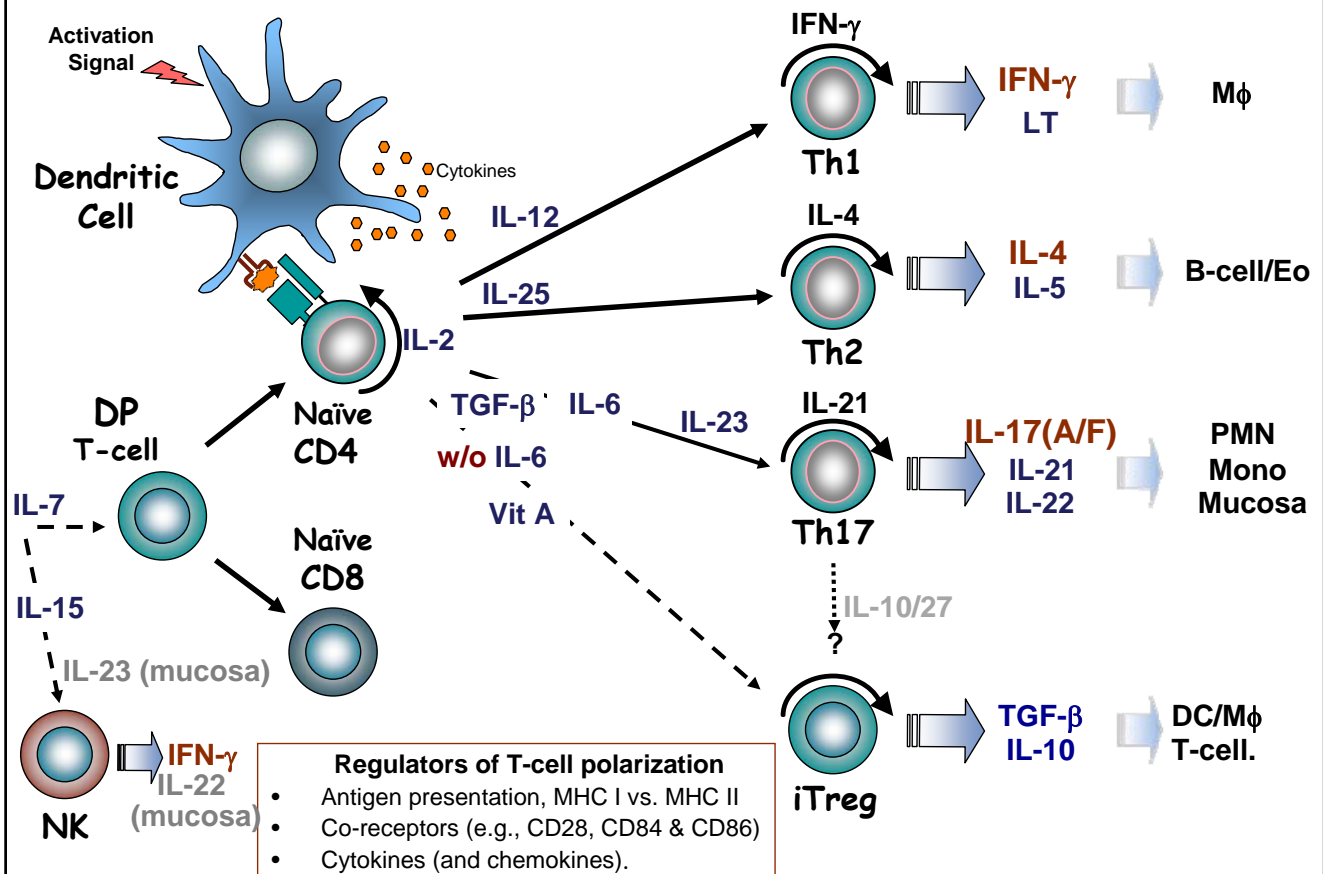 Activation
Signal
Dendritic
Cell
Cytokines
IL-12
IL-25
IL-2
TGF-β
IL-6
IL-23
w/o IL-6
Vit A
DP
T-cell
Naïve
CD4
Naïve
CD8
IL-7
IL-15
IL-23 (mucosa)
NK
IFN-γ
IL-22
(mucosa)
IFN-γ
Th1
IFN-γ
LT
Mϕ
IL-4
Th2
IL-4
IL-5
B-cell/Eo
IL-21
Th17
IL-17(A/F)
IL-21
IL-22
PMN
Mono
Mucosa
IL-10/27
?
iTreg
TGF-β
IL-10
DC/Mϕ
T-cell.
Regulators of T-cell polarization
• Antigen presentation, MHC I vs. MHC II
• Co-receptors (e.g., CD28, CD84 & CD86)
• Cytokines (and chemokines).